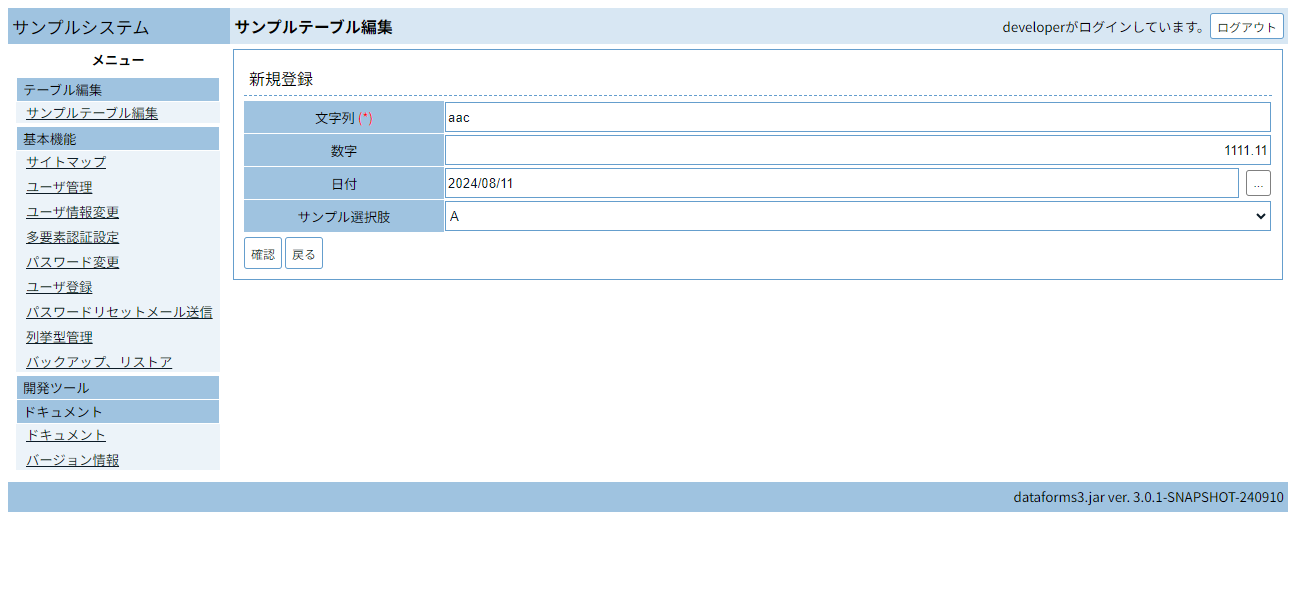 サンプルシステム
サンプルテーブル編集
developerがログインしています。
ログアウト
メニュー
テーブル編集
サンプルテーブル編集
基本機能
サイトマップ
ユーザ管理
ユーザ情報変更
多要素認証設定
パスワード変更
ユーザ登録
パスワードリセットメール送信
列挙型管理
バックアップ、リストア
開発ツール
ドキュメント
ドキュメント
バージョン情報
新規登録
文字列 (*) aac
数字 1111.11
日付 2024/08/11 ...
サンプル選択肢 A
確認 戻る
dataforms3.jar ver. 3.0.1-SNAPSHOT-240910